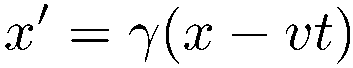 x′ = γ(x − vt)